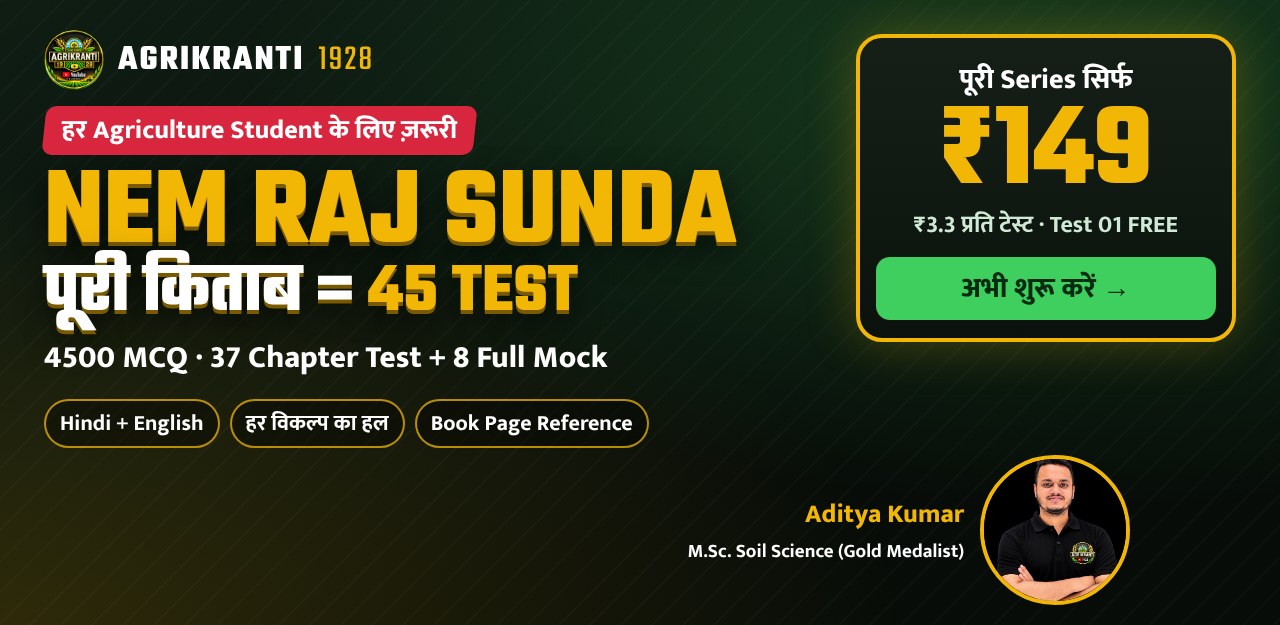 AGRIKRANTI 1928
हर Agriculture Student के लिए ज़रूरी
NEM RAJ SUNDA
पूरी किताब = 45 TEST
4500 MCQ · 37 Chapter Test + 8 Full Mock
Hindi + English
हर विकल्प का हल
Book Page Reference
पूरी Series सिर्फ
₹149
₹3.3 प्रति टेस्ट · Test 01 FREE
अभी शुरू करें →
Aditya Kumar
M.Sc. Soil Science (Gold Medalist)
AGRIKRANTI